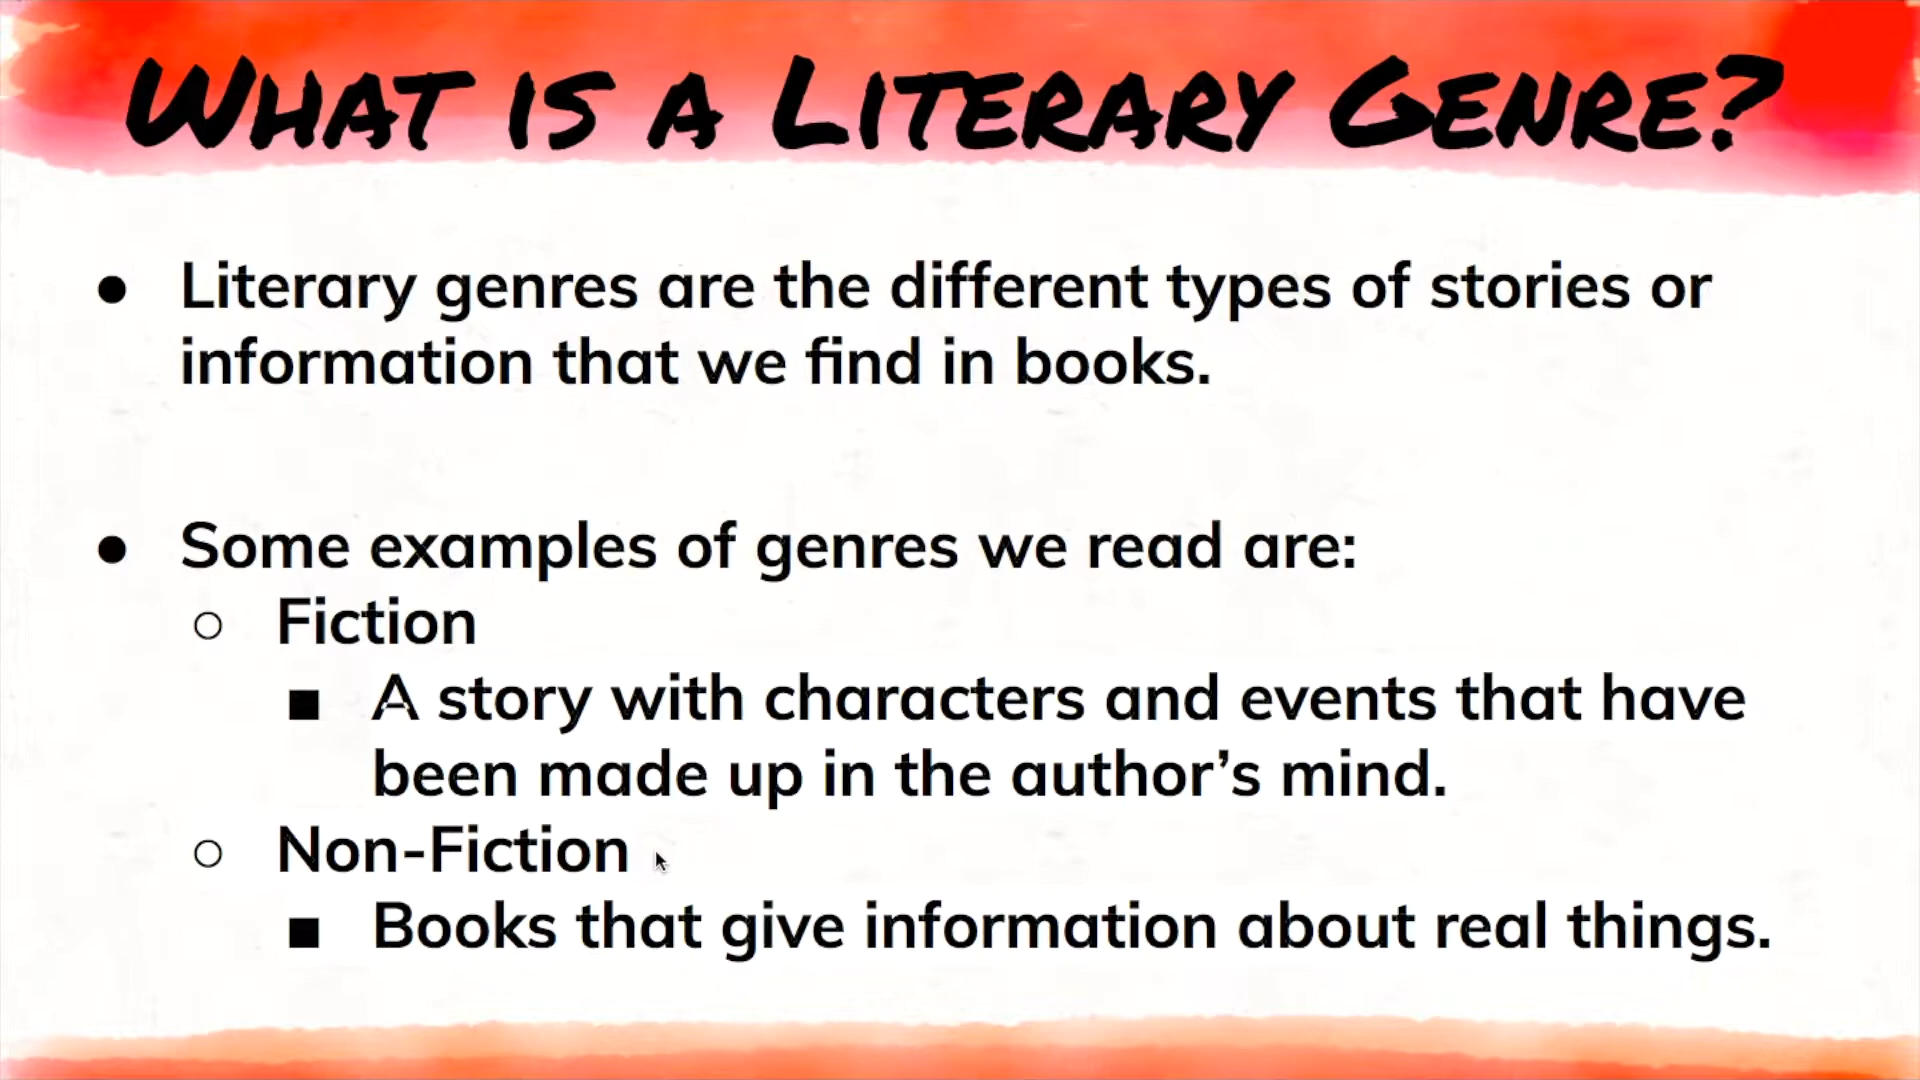 What is a Literary Genre?
● Literary genres are the different types of stories or
information that we find in books.
● Some examples of genres we read are:
○ Fiction
■ A story with characters and events that have
been made up in the author’s mind.
○ Non-Fiction
■ Books that give information about real things.